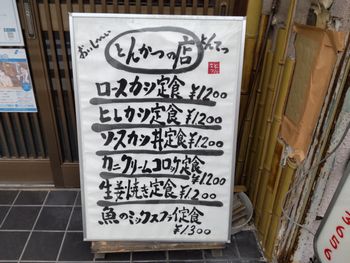 おいしい
とんかつの店
とんてつ
ロースカツ定食 ¥1200
ヒレカツ定食 ¥1200
ソースカツ丼定食 ¥1200
カニクリームコロッケ定食
¥1200
生姜焼き定食 ¥1200
魚のミックスフライ定食
¥1300